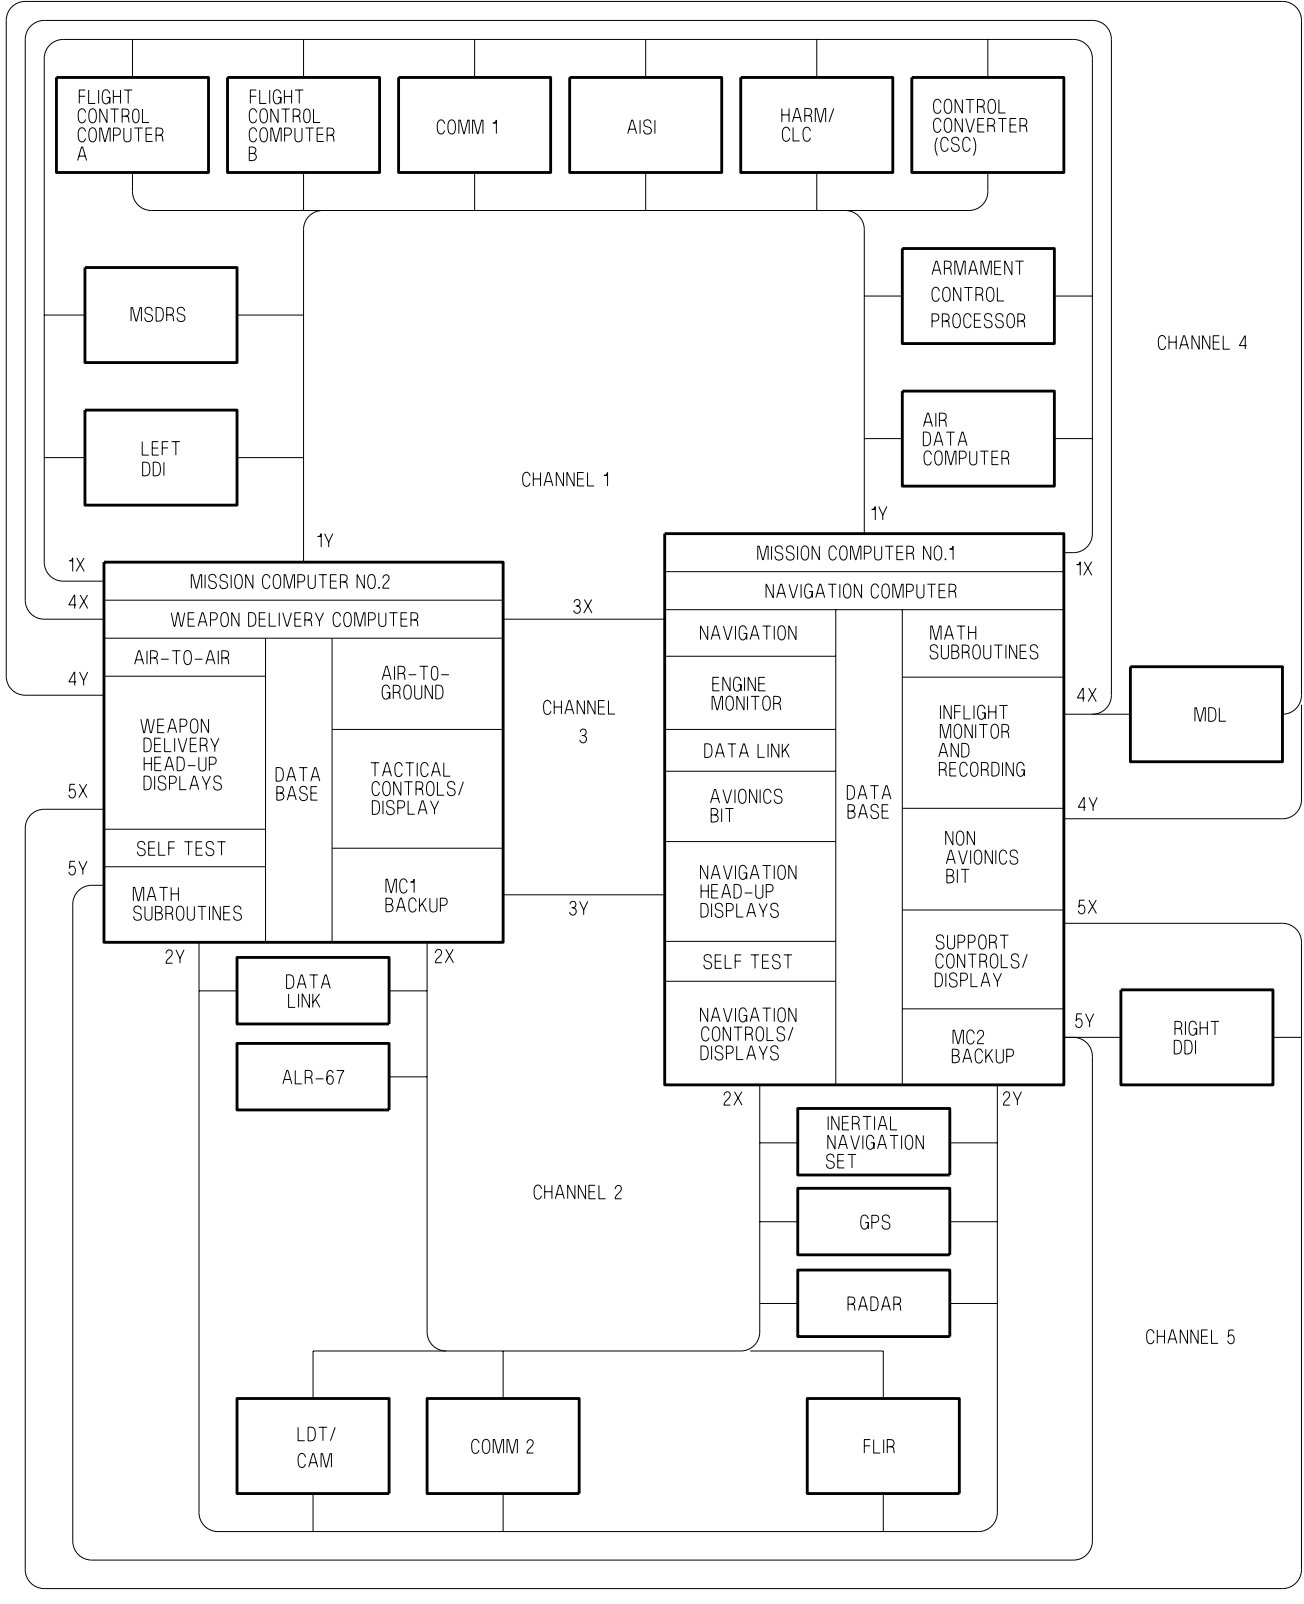 FLIGHT
CONTROL
COMPUTER
A
FLIGHT
CONTROL
COMPUTER
B
COMM 1
AISI
HARM/
CLC
CONTROL
CONVERTER
(CSC)
MSDRS
ARMAMENT
CONTROL
PROCESSOR
CHANNEL 4
LEFT
DDI
AIR
DATA
COMPUTER
CHANNEL 1
1Y
1Y
1X
4X
4Y
5X
5Y
MISSION COMPUTER NO.2
WEAPON DELIVERY COMPUTER
AIR-TO-AIR
WEAPON
DELIVERY
HEAD-UP
DISPLAYS
SELF TEST
MATH
SUBROUTINES
DATA
BASE
AIR-TO-
GROUND
TACTICAL
CONTROLS/
DISPLAY
MC1
BACKUP
3X
CHANNEL
3
3Y
MISSION COMPUTER NO.1
NAVIGATION COMPUTER
NAVIGATION
ENGINE
MONITOR
DATA LINK
AVIONICS
BIT
NAVIGATION
HEAD-UP
DISPLAYS
SELF TEST
NAVIGATION
CONTROLS/
DISPLAYS
DATA
BASE
MATH
SUBROUTINES
INFLIGHT
MONITOR
AND
RECORDING
NON
AVIONICS
BIT
SUPPORT
CONTROLS/
DISPLAY
MC2
BACKUP
1X
4X
MDL
4Y
5X
5Y
RIGHT
DDI
2Y
2X
DATA
LINK
ALR-67
2X
2Y
INERTIAL
NAVIGATION
SET
GPS
RADAR
CHANNEL 2
CHANNEL 5
LDT/
CAM
COMM 2
FLIR